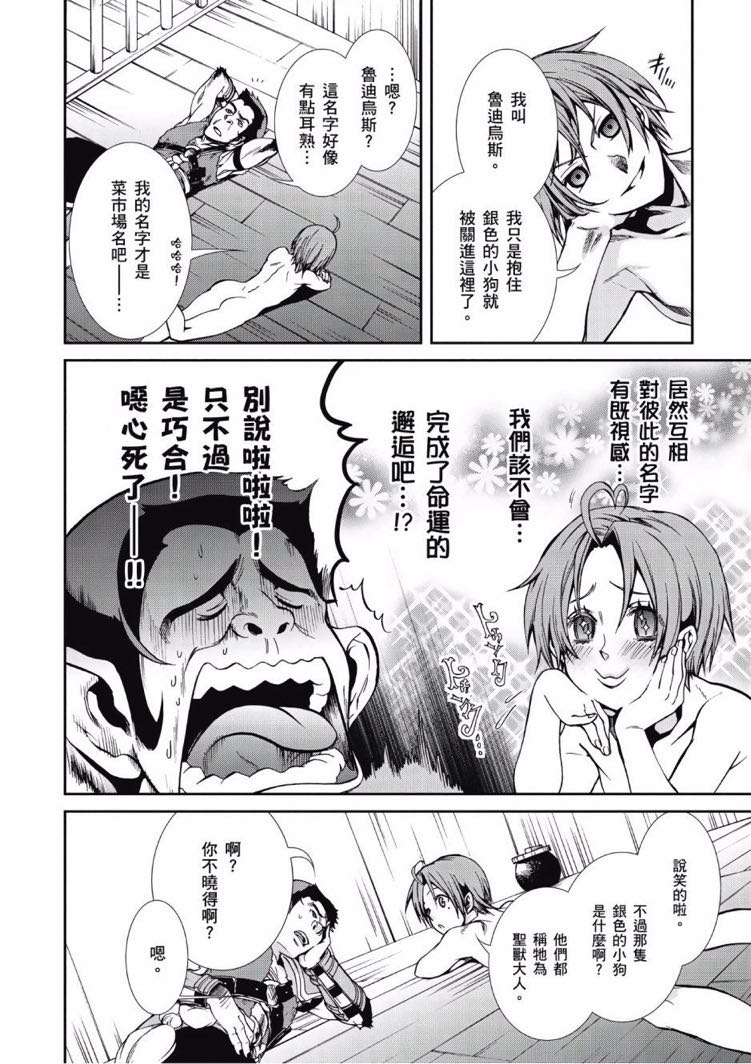 我叫
魯迪烏斯。
我只是抱住
銀色的小狗就
被關進這裡了。
…嗯？
魯迪烏斯？
這名字好像
有點耳熟…
我的名字才是
菜市場名吧——…
哈哈哈！
居然互相
對彼此的名字
有既視感…
我們該不會…
完成了命運的
邂逅吧…!?
別說啦啦啦！
只不過
是巧合！
噁心死了——!!
說笑的啦。
不過那隻
銀色的小狗
是什麼啊？
他們都
稱牠為
聖獸大人。
啊？
你不曉得啊？
嗯。